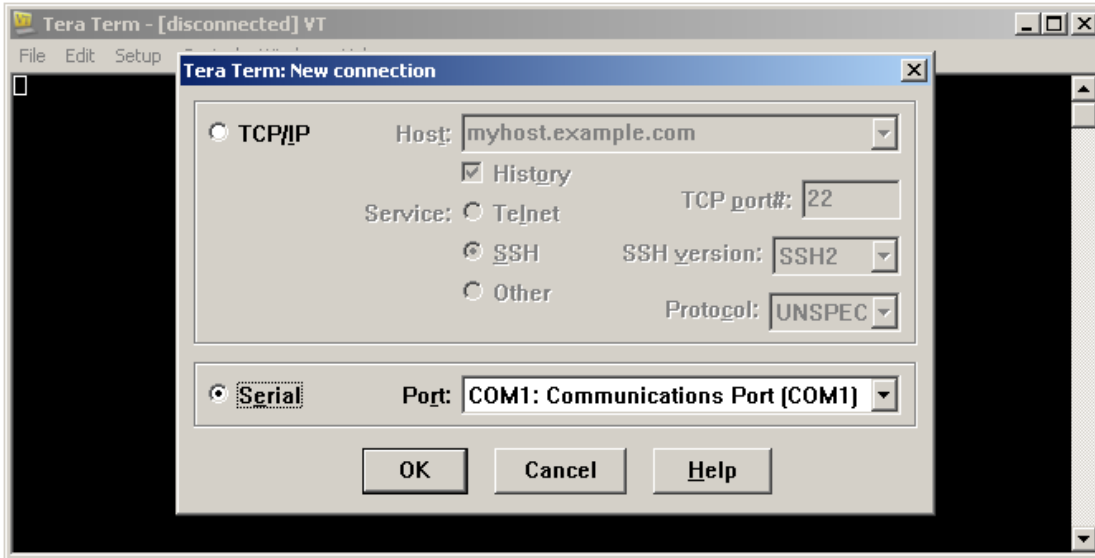 Tera Term - [disconnected] VT
File Edit Setup
Tera Term: New connection
TCP/IP Host: myhost.example.com
History
Service: Telnet TCP port#: 22
SSH SSH version: SSH2
Other Protocol: UNSPEC
Serial Port: COM1: Communications Port (COM1)
OK Cancel Help